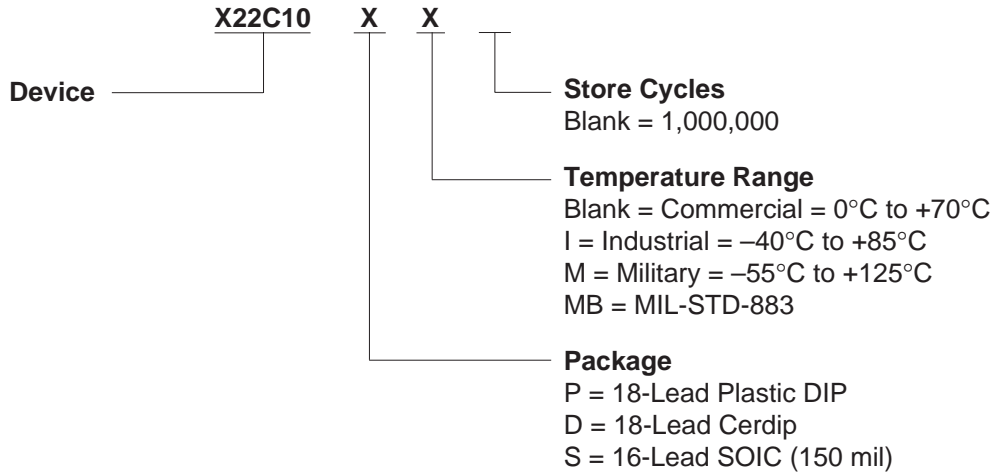 X22C10 X X
Device
Store Cycles
Blank = 1,000,000
Temperature Range
Blank = Commercial = 0°C to +70°C
I = Industrial = –40°C to +85°C
M = Military = –55°C to +125°C
MB = MIL-STD-883
Package
P = 18-Lead Plastic DIP
D = 18-Lead Cerdip
S = 16-Lead SOIC (150 mil)